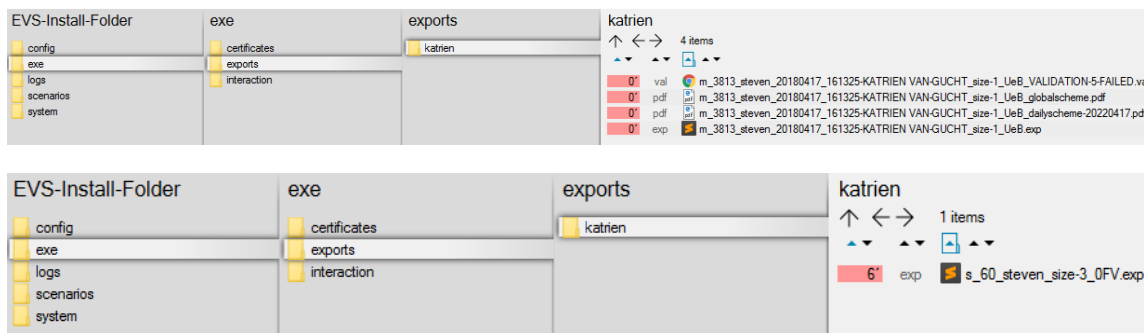 EVS-Install-Folder exe exports katrien
4 items
config certificates katrien
exe exports
logs interaction
scenarios
system
0' val m_3813_steven_20180417_161325-KATRIEN VAN-GUCHT_size-1_UeB_VALIDATION-5-FAILED.va
0' pdf m_3813_steven_20180417_161325-KATRIEN VAN-GUCHT_size-1_UeB_globalscheme.pdf
0' pdf m_3813_steven_20180417_161325-KATRIEN VAN-GUCHT_size-1_UeB_dailyscheme-20220417.pdf
0' exp m_3813_steven_20180417_161325-KATRIEN VAN-GUCHT_size-1_UeB.exp
EVS-Install-Folder exe exports katrien
1 items
config certificates katrien
exe exports
logs interaction
scenarios
system
6' exp s_60_steven_size-3_0FV.exp